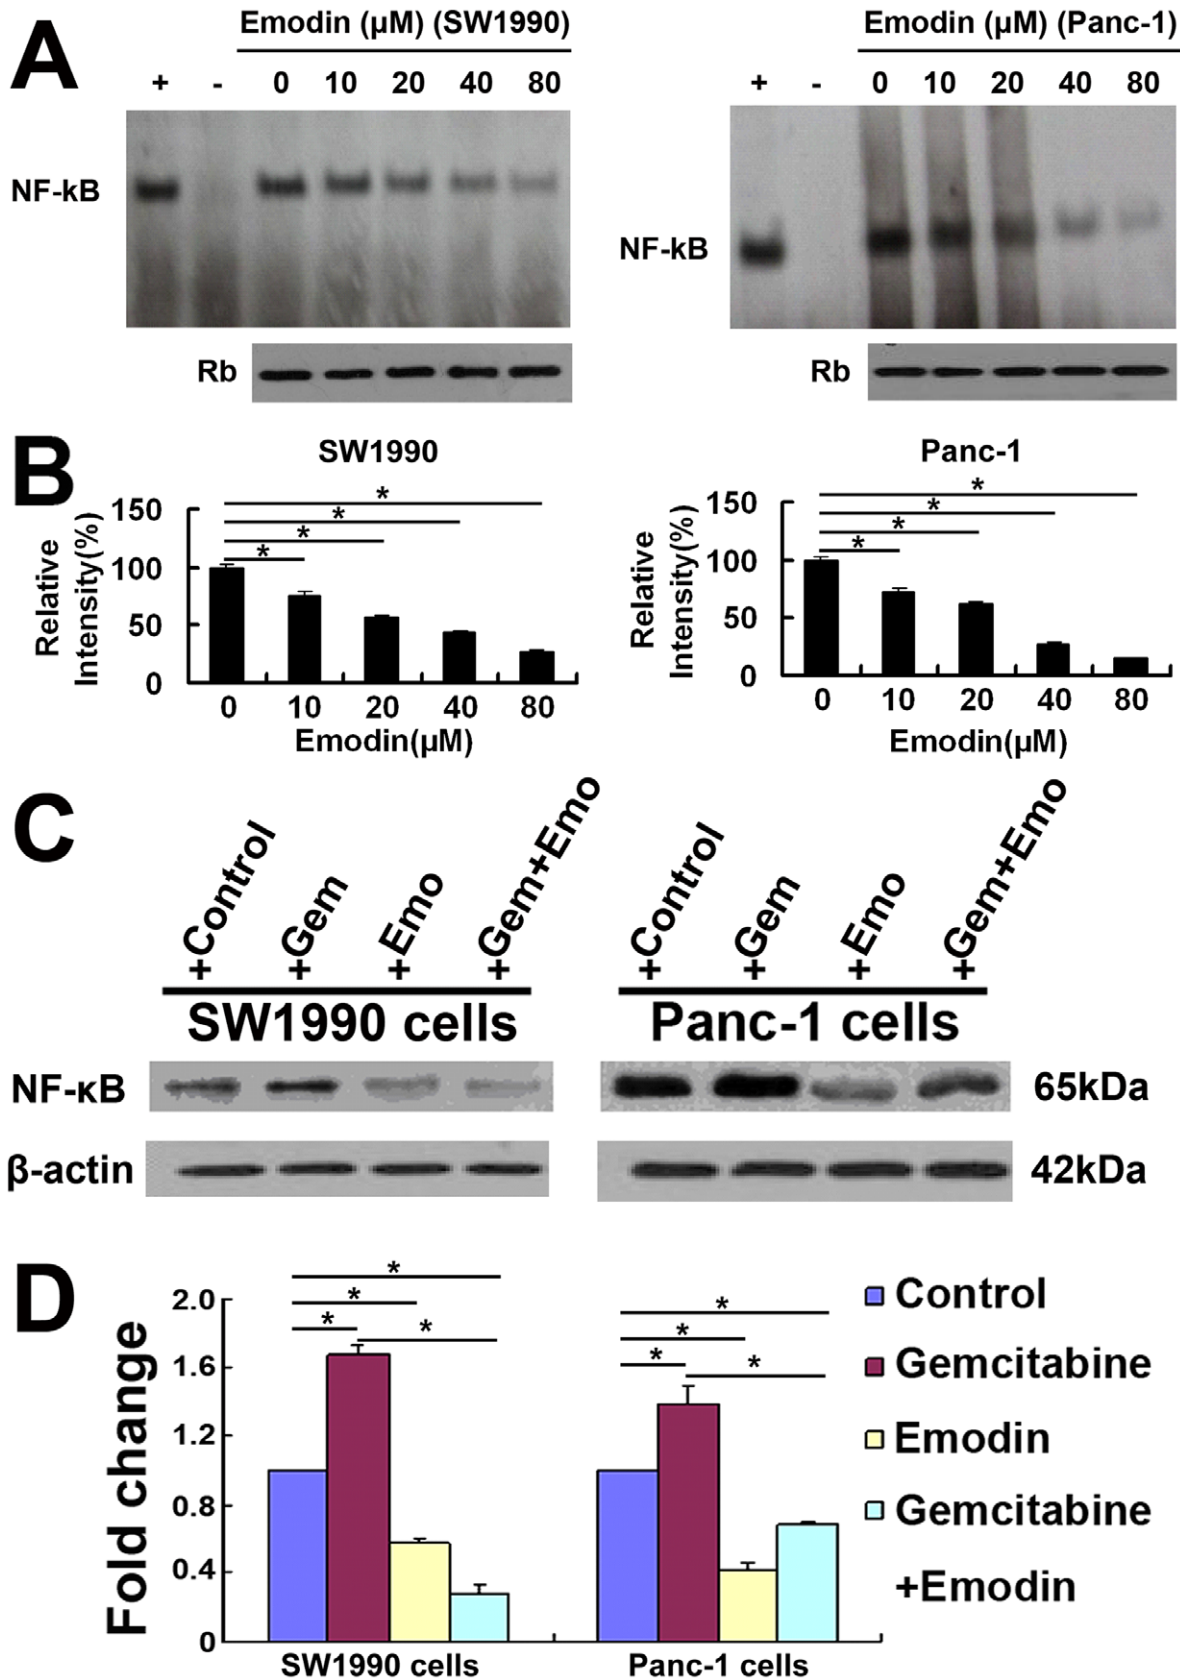 A
Emodin (µM) (SW1990)
+ - 0 10 20 40 80
NF-kB
Rb
Emodin (µM) (Panc-1)
+ - 0 10 20 40 80
NF-kB
Rb
B
SW1990
Relative
Intensity(%)
150
100
50
0
* * * *
0 10 20 40 80
Emodin(µM)
Panc-1
Relative
Intensity(%)
150
100
50
0
* * * *
0 10 20 40 80
Emodin(µM)
C
+Control +Gem +Emo +Gem+Emo
SW1990 cells
+Control +Gem +Emo +Gem+Emo
Panc-1 cells
NF-κB
65kDa
β-actin
42kDa
D
Fold change
2.0
1.6
1.2
0.8
0.4
0
* * * *
* * * *
SW1990 cells
Panc-1 cells
Control
Gemcitabine
Emodin
Gemcitabine
+Emodin